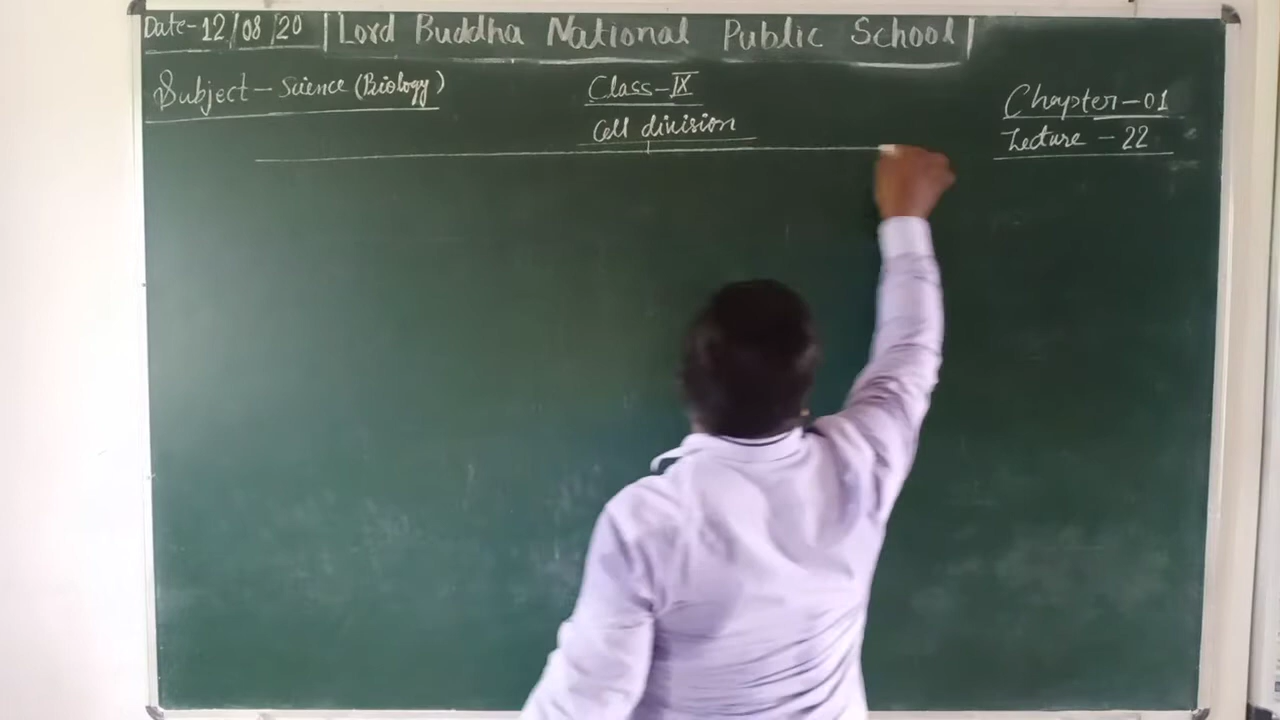 Date-12/08/20 | Lord Buddha National Public School |
Subject - Science (Biology)
Class-IX
Cell division
Chapter-01
Lecture - 22